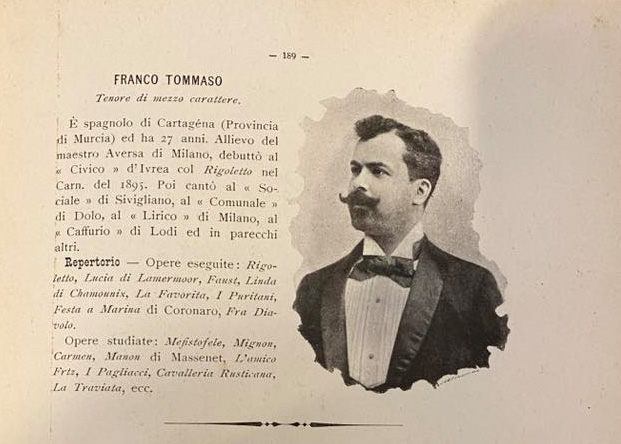 — 189 —
FRANCO TOMMASO
Tenore di mezzo carattere.
È spagnolo di Cartagéna (Provincia
di Murcia) ed ha 27 anni. Allievo del
maestro Aversa di Milano, debuttò al
« Civico » d'Ivrea col Rigoletto nel
Carn. del 1895. Poi cantò al « So-
ciale » di Sivigliano, al « Comunale »
di Dolo, al « Lirico » di Milano, al
« Caffurio » di Lodi ed in parecchi
altri.
Repertorio — Opere eseguite: Rigo-
letto, Lucia di Lamermoor, Faust, Linda
di Chamounix, La Favorita, I Puritani,
Festa a Marina di Coronaro, Fra Dia-
volo.
Opere studiate: Mefistofele, Mignon,
Carmen, Manon di Massenet, L'amico
Frtz, I Pagliacci, Cavalleria Rusticana,
La Traviata, ecc.